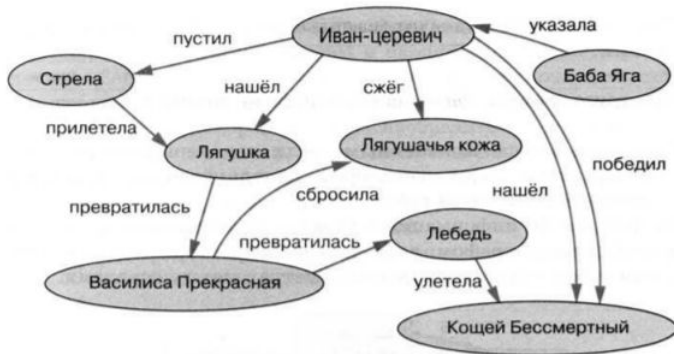 пустил
Иван-церевич
указала
Стрела
нашёл
сжёг
Баба Яга
прилетела
Лягушка
Лягушачья кожа
победил
превратилась
сбросила
нашёл
превратилась
Лебедь
Василиса Прекрасная
улетела
Кощей Бессмертный